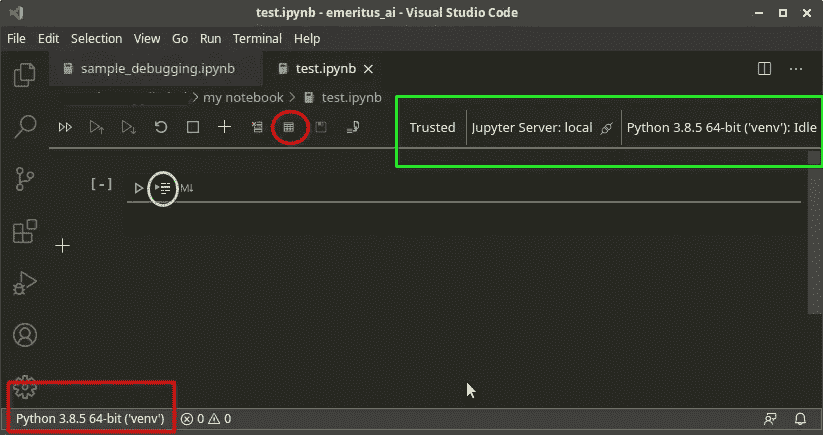 test.ipynb - emeritus_ai - Visual Studio Code
File Edit Selection View Go Run Terminal Help
sample_debugging.ipynb test.ipynb
my notebook > test.ipynb
Trusted Jupyter Server: local Python 3.8.5 64-bit ('venv'): Idle
[-] M↓
Python 3.8.5 64-bit ('venv') 0 0